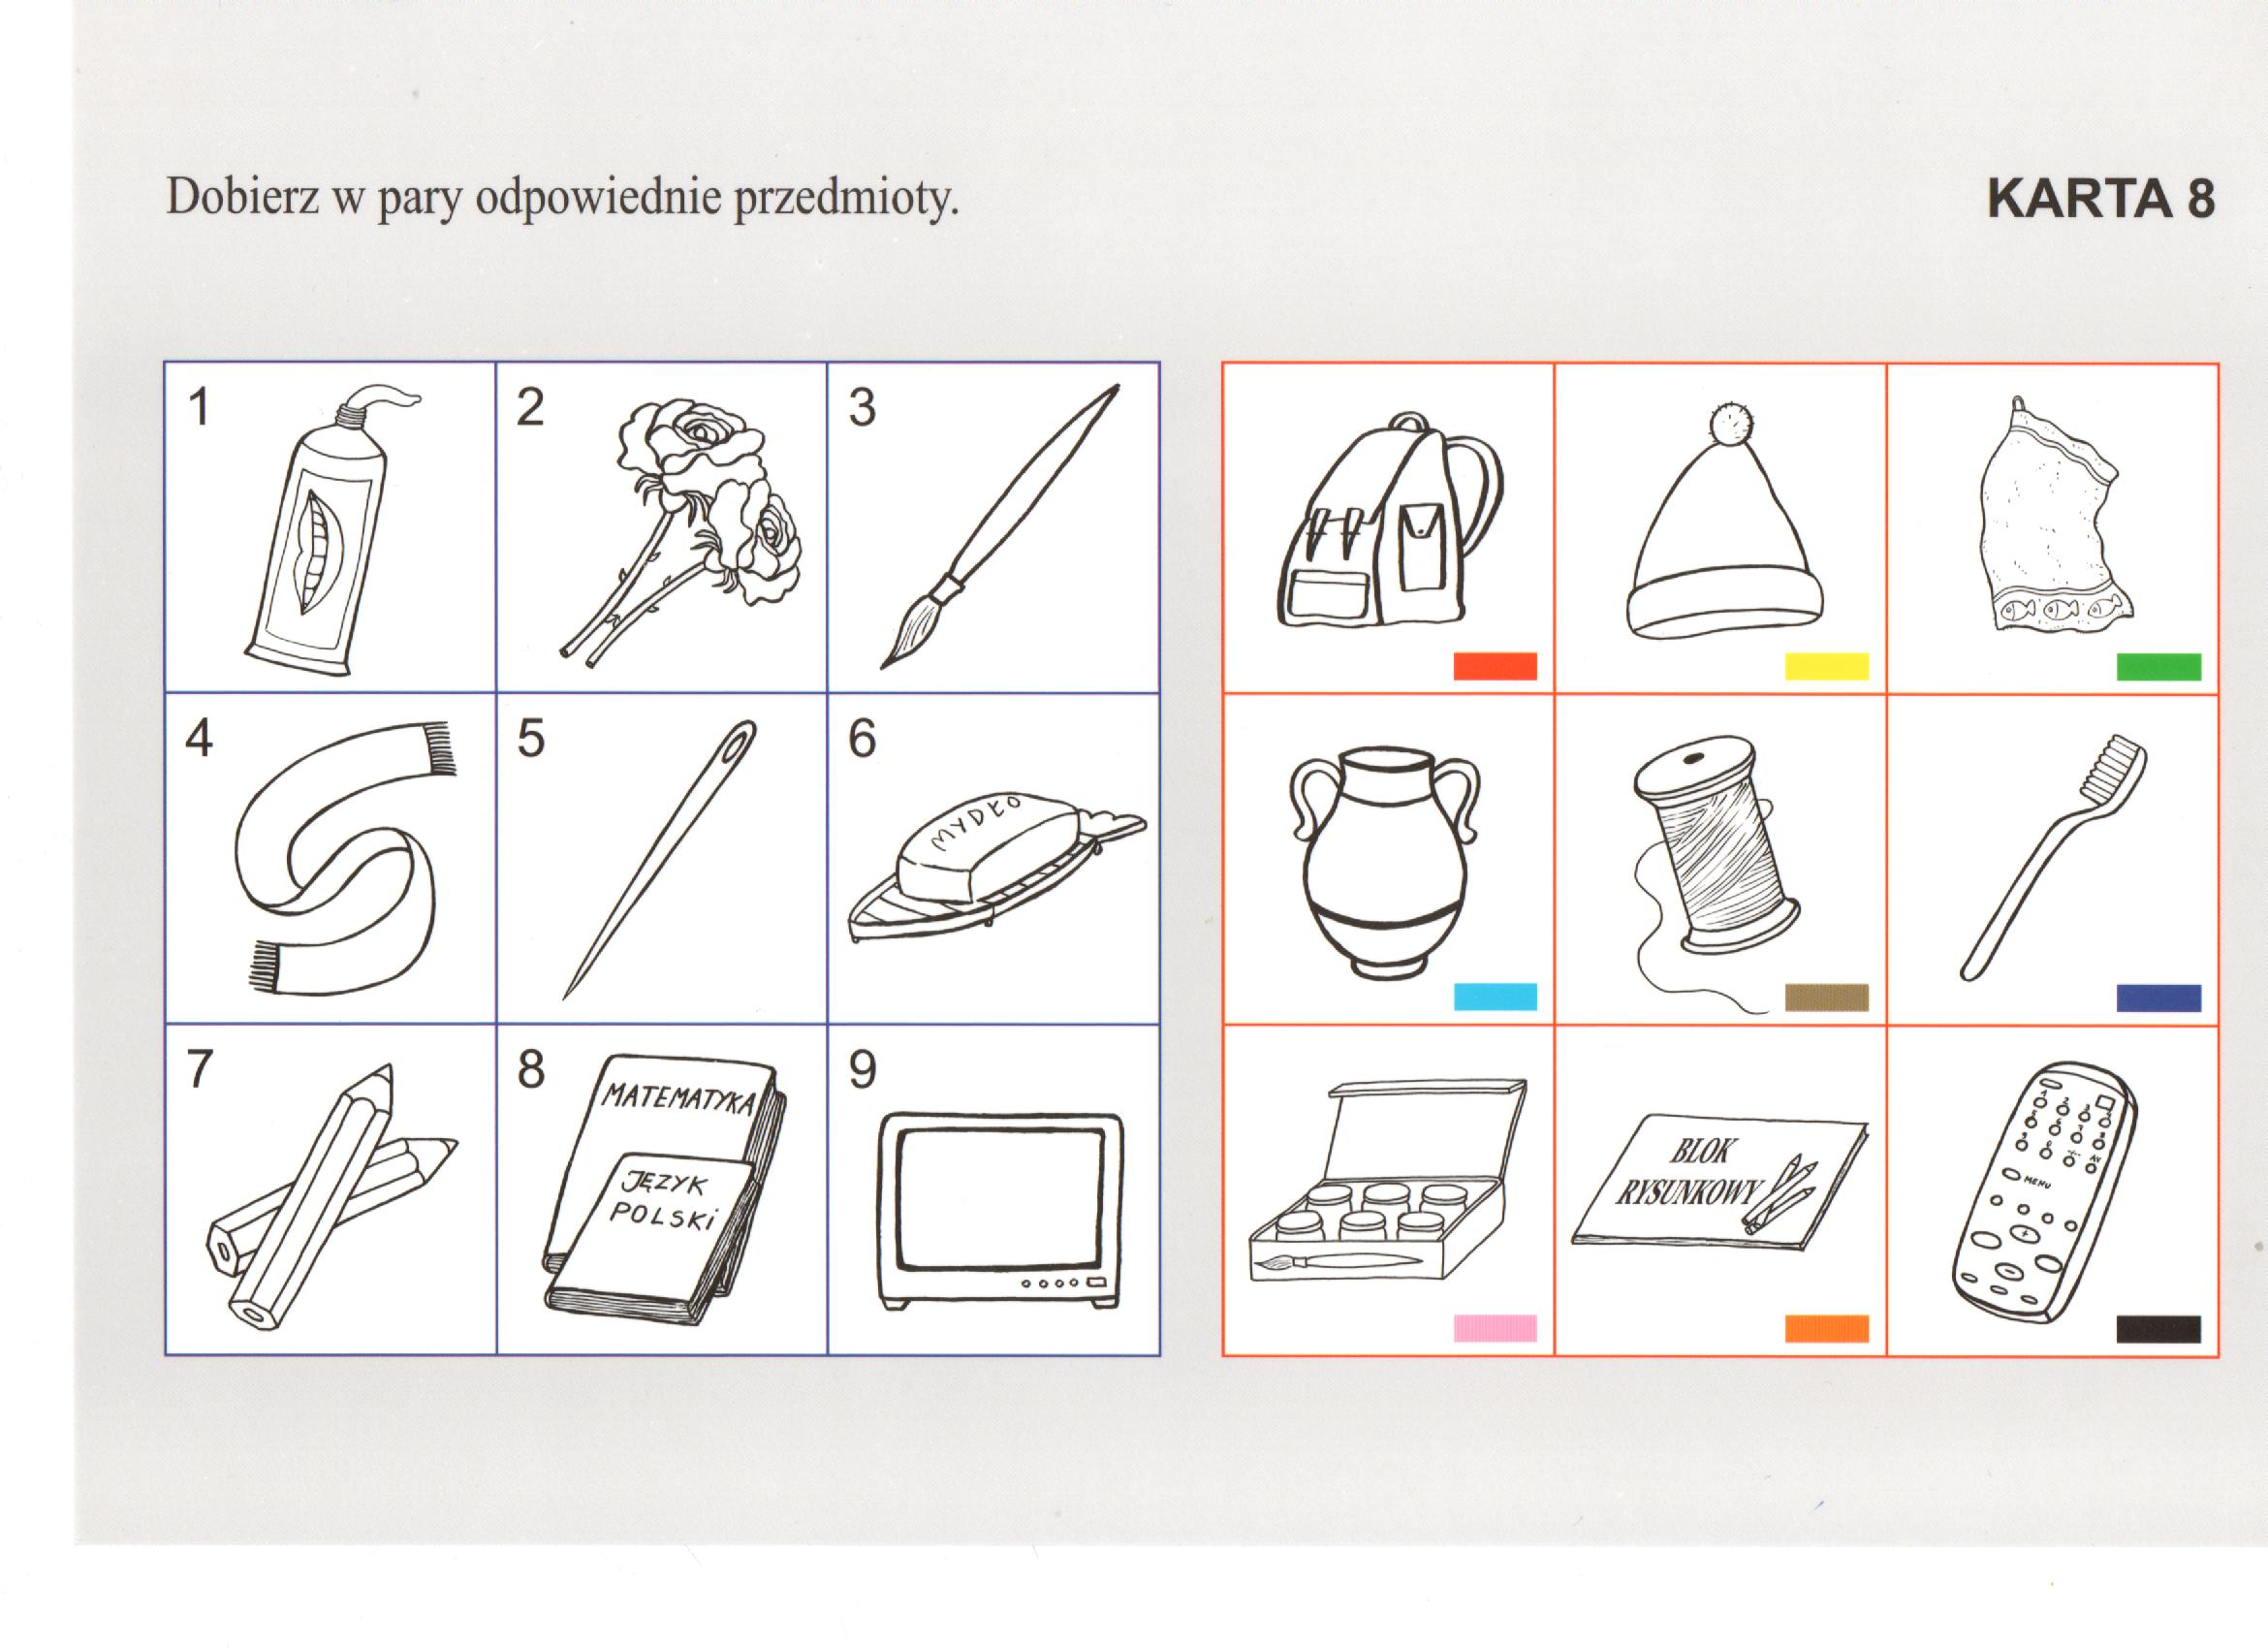 Dobierz w pary odpowiednie przedmioty.
KARTA 8
1
2
3
4
5
6
MYDŁO
7
8
MATEMATYKA
JĘZYK
POLSKi
9
BLOK
RYSUNKOWY
MENU